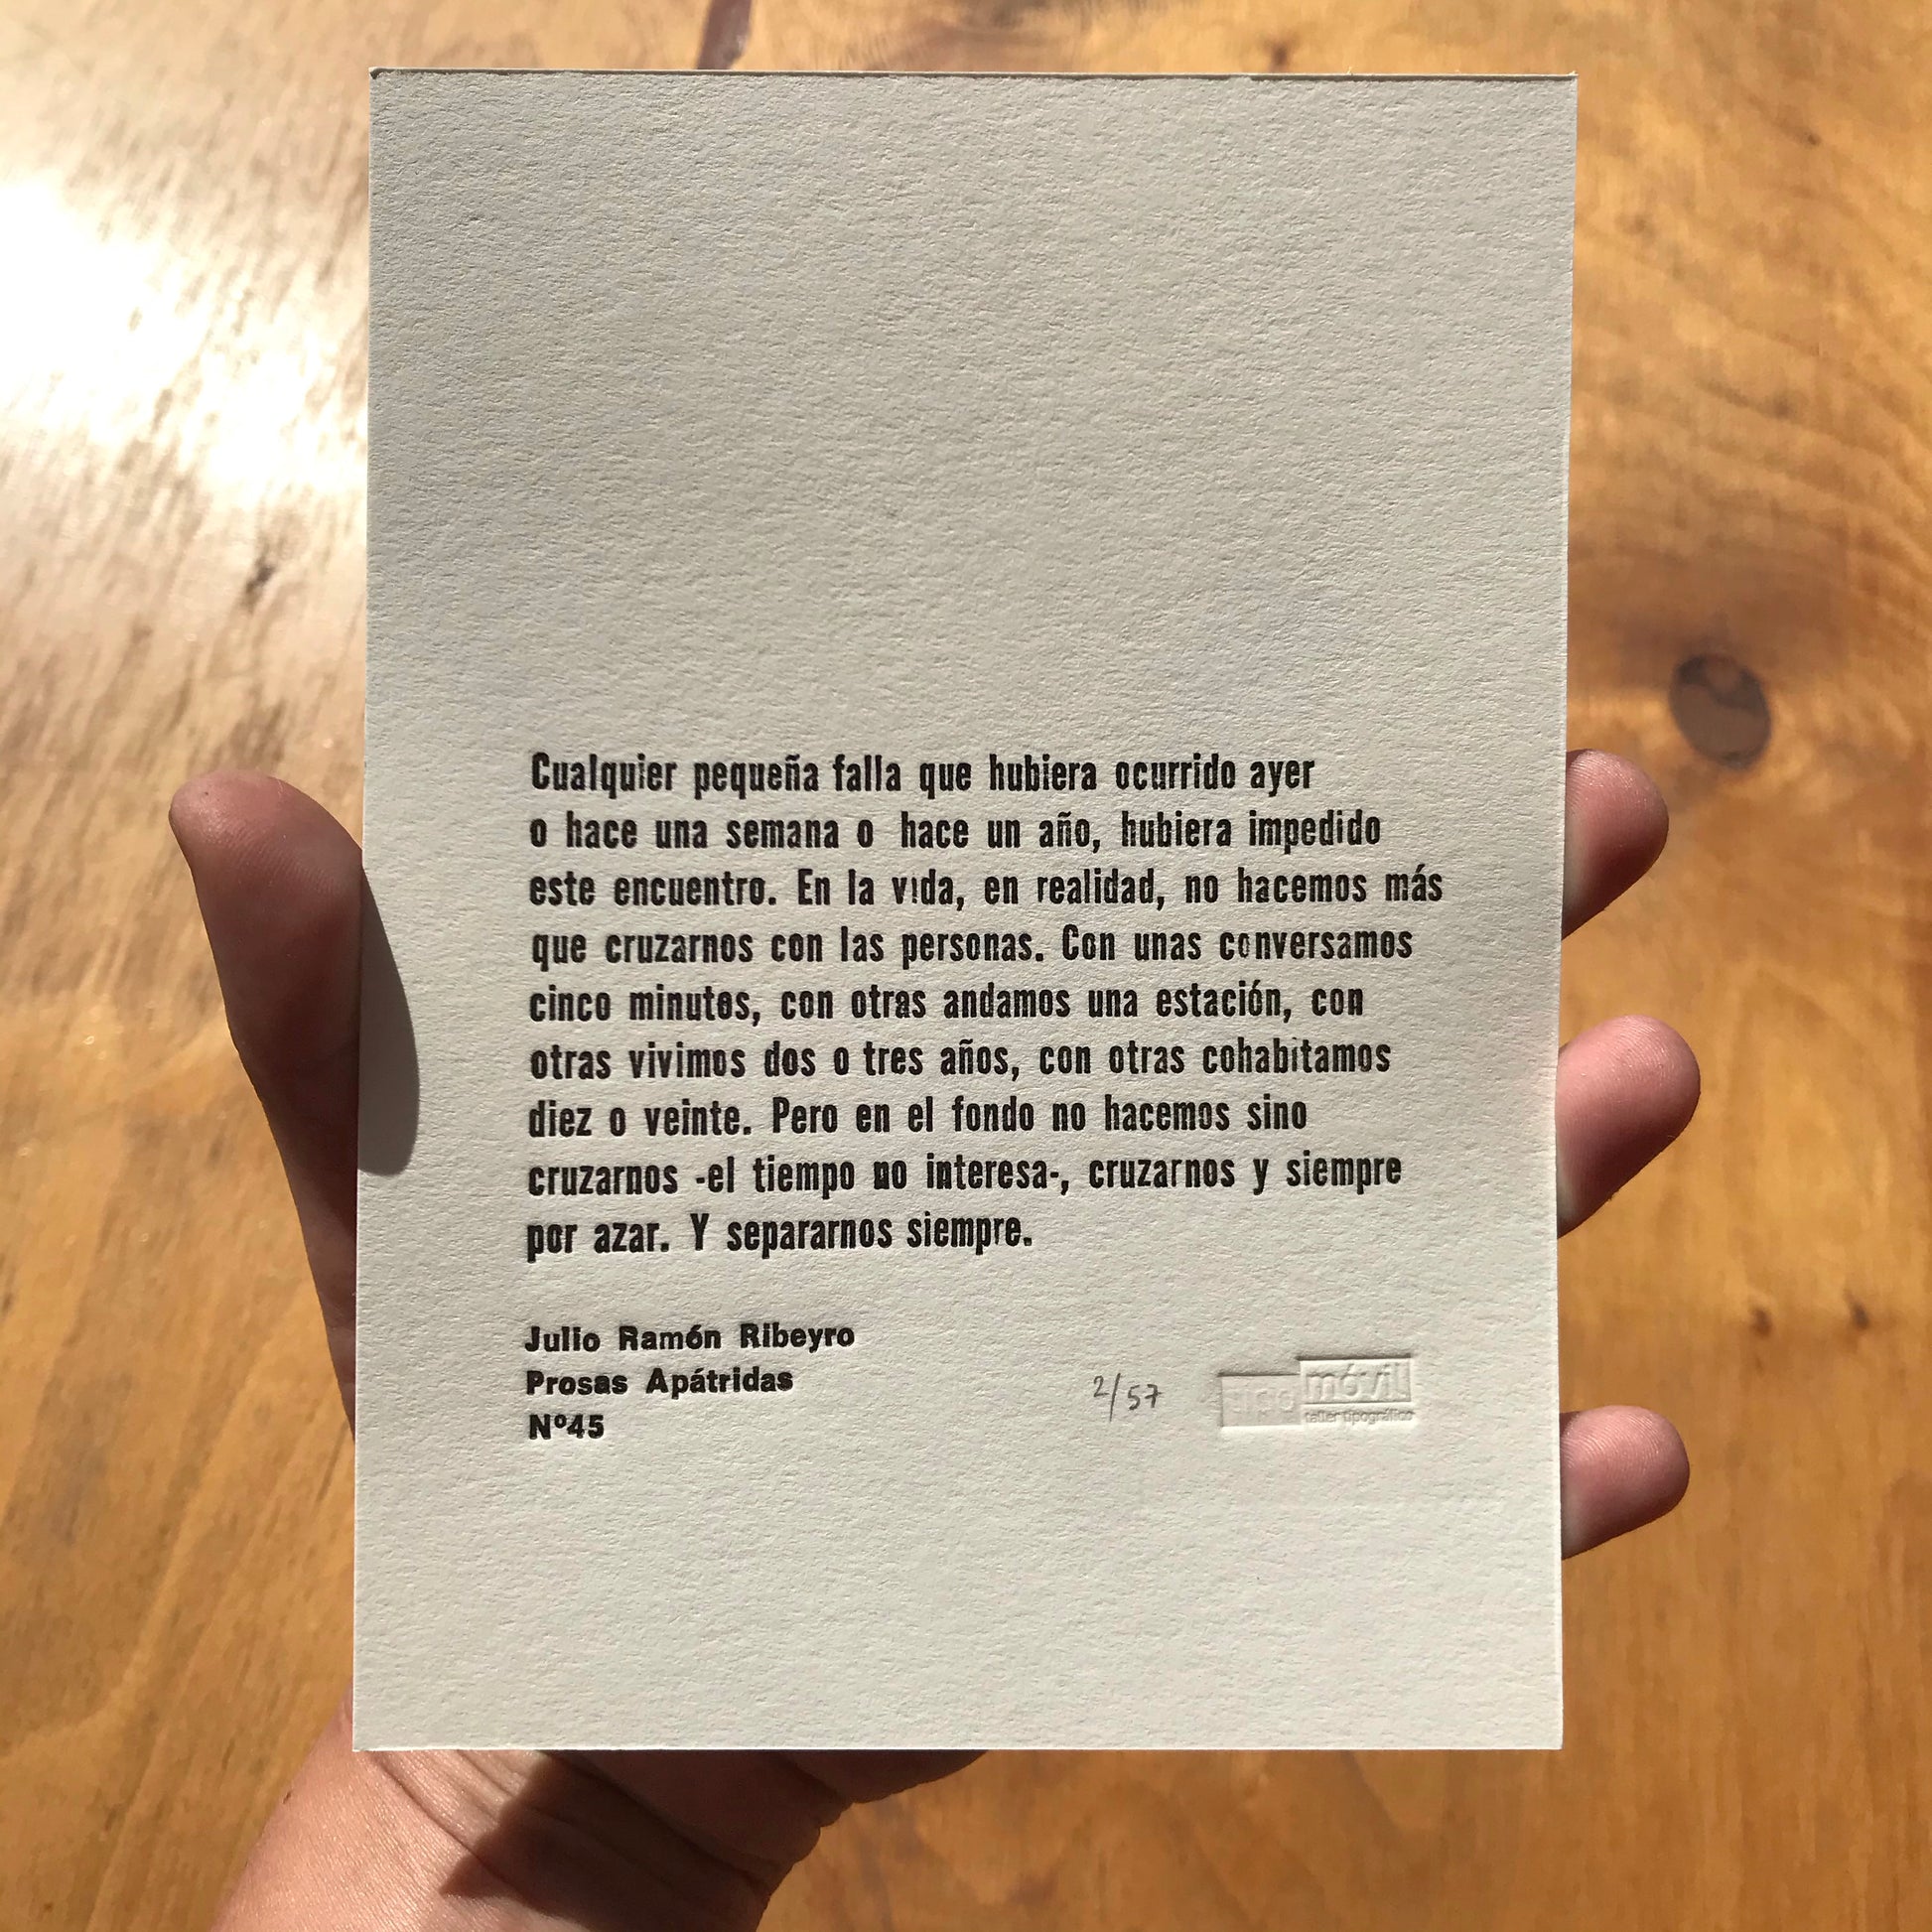 Cualquier pequeña falla que hubiera ocurrido ayer
o hace una semana o hace un año, hubiera impedido
este encuentro. En la vida, en realidad, no hacemos más
que cruzarnos con las personas. Con unas conversamos
cinco minutos, con otras andamos una estación, con
otras vivimos dos o tres años, con otras cohabitamos
diez o veinte. Pero en el fondo no hacemos sino
cruzarnos -el tiempo no interesa-, cruzarnos y siempre
por azar. Y separarnos siempre.
Julio Ramón Ribeyro
Prosas Apátridas
Nº45
2/57
tipo móvil
taller tipográfico